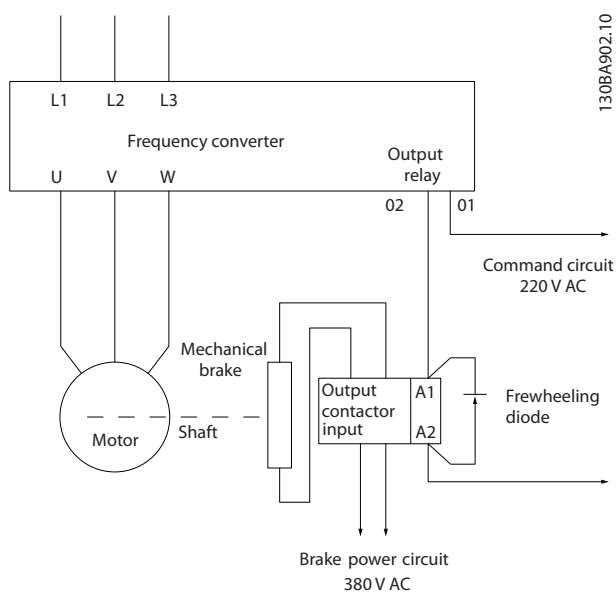 130BA902.10
L1 L2 L3
Frequency converter
Output
relay
U V W
02 01
Command circuit
220 V AC
Mechanical
brake
Output
contactor
input
A1
A2
Frewheeling
diode
Motor
Shaft
Brake power circuit
380 V AC